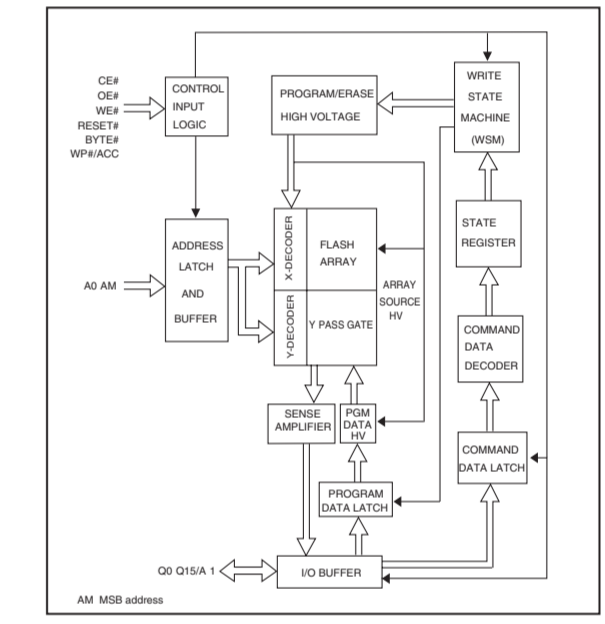 CE#
OE#
WE#
RESET#
BYTE#
WP#/ACC
CONTROL
INPUT
LOGIC
PROGRAM/ERASE
HIGH VOLTAGE
WRITE
STATE
MACHINE
(WSM)
A0 AM
ADDRESS
LATCH
AND
BUFFER
X-DECODER
FLASH
ARRAY
Y-DECODER
Y PASS GATE
ARRAY
SOURCE
HV
STATE
REGISTER
COMMAND
DATA
DECODER
SENSE
AMPLIFIER
PGM
DATA
HV
COMMAND
DATA LATCH
PROGRAM
DATA LATCH
Q0 Q15/A 1
I/O BUFFER
AM MSB address